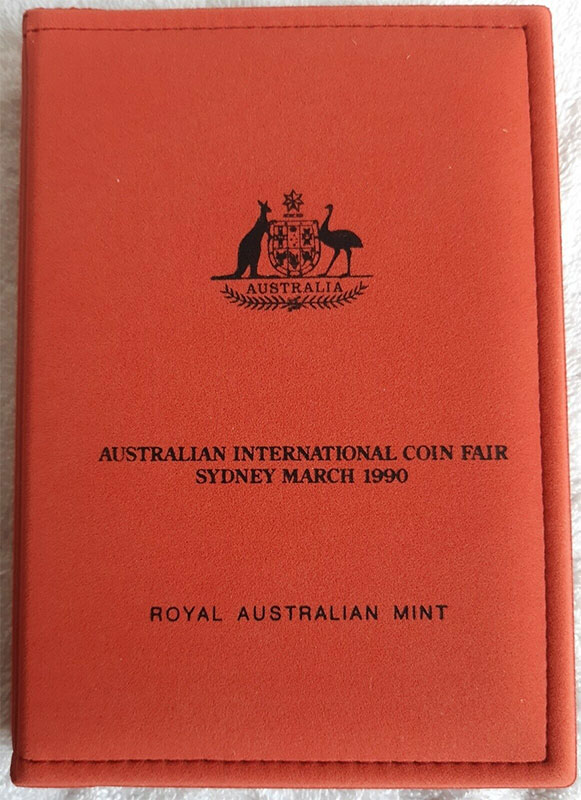 AUSTRALIA
AUSTRALIAN INTERNATIONAL COIN FAIR
SYDNEY MARCH 1990
ROYAL AUSTRALIAN MINT